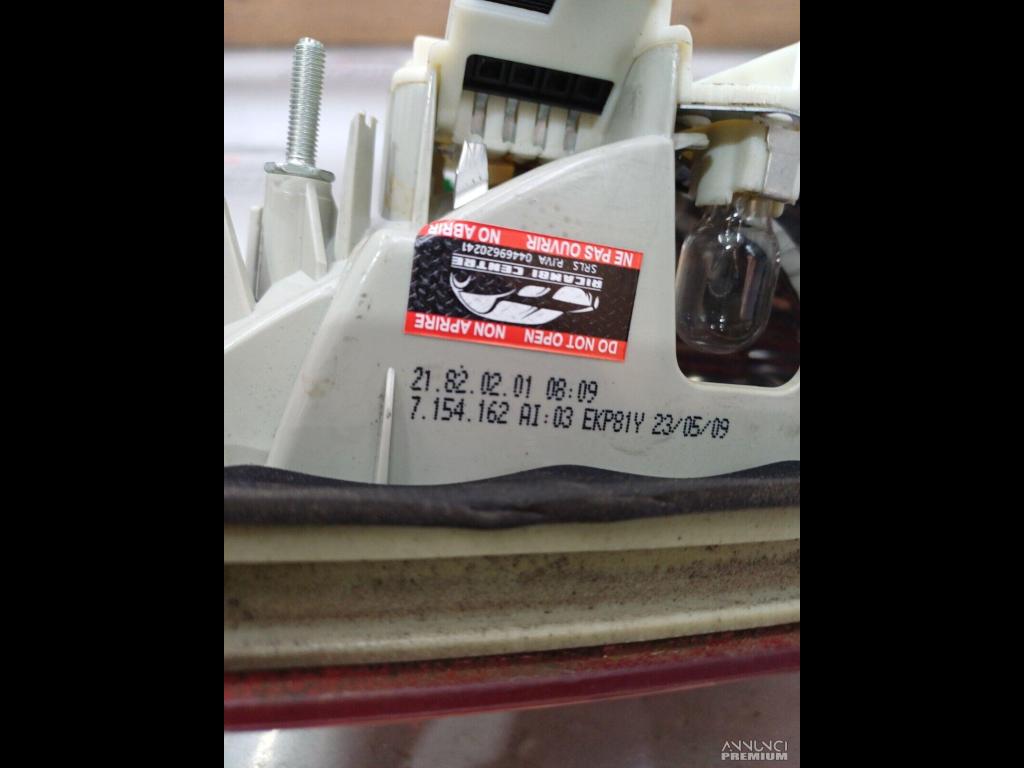 NE PAS OUVRIR NO ABRIR
SRLS P.IVA 04469620241
RICAMBI CENTRE
DO NOT OPEN NON APRIRE
21.82.02.01 08:09
7.154.162 AI:03 EKP81Y 23/05/09
ANNUNCI
PREMIUM